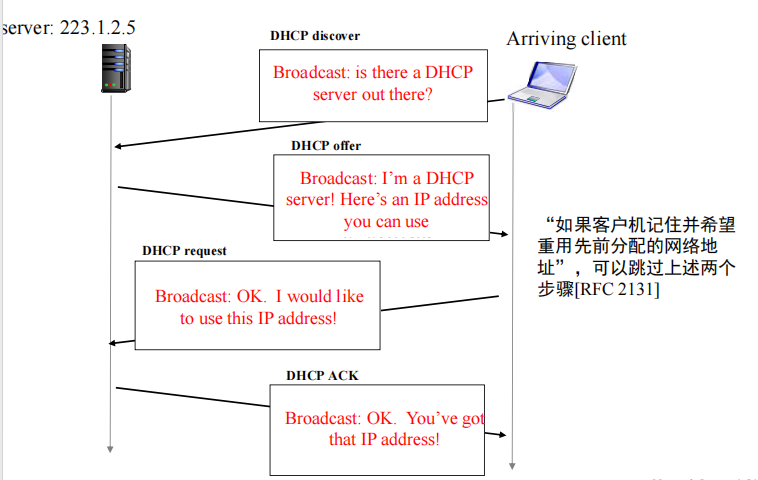 server: 223.1.2.5
DHCP discover
Arriving client
Broadcast: is there a DHCP
server out there?
DHCP offer
Broadcast: I'm a DHCP
server! Here's an IP address
you can use
“如果客户机记住并希望
重用先前分配的网络地
址”，可以跳过上述两个
步骤[RFC 2131]
DHCP request
Broadcast: OK.  I would like
to use this IP address!
DHCP ACK
Broadcast: OK.  You've got
that IP address!